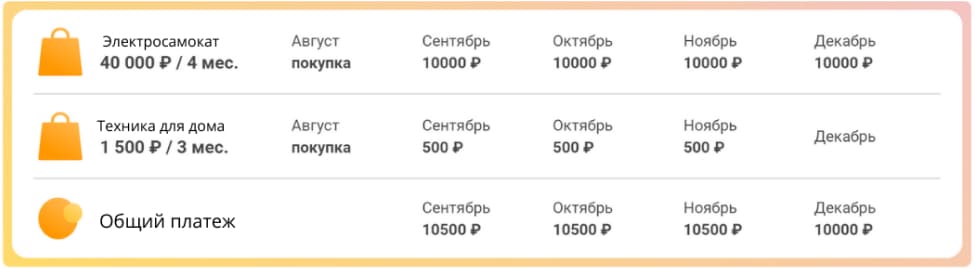 Электросамокат Август Сентябрь Октябрь Ноябрь Декабрь
40 000 ₽ / 4 мес. покупка 10000 ₽ 10000 ₽ 10000 ₽ 10000 ₽
Техника для дома Август Сентябрь Октябрь Ноябрь Декабрь
1 500 ₽ / 3 мес. покупка 500 ₽ 500 ₽ 500 ₽
Общий платеж Сентябрь Октябрь Ноябрь Декабрь
10500 ₽ 10500 ₽ 10500 ₽ 10000 ₽